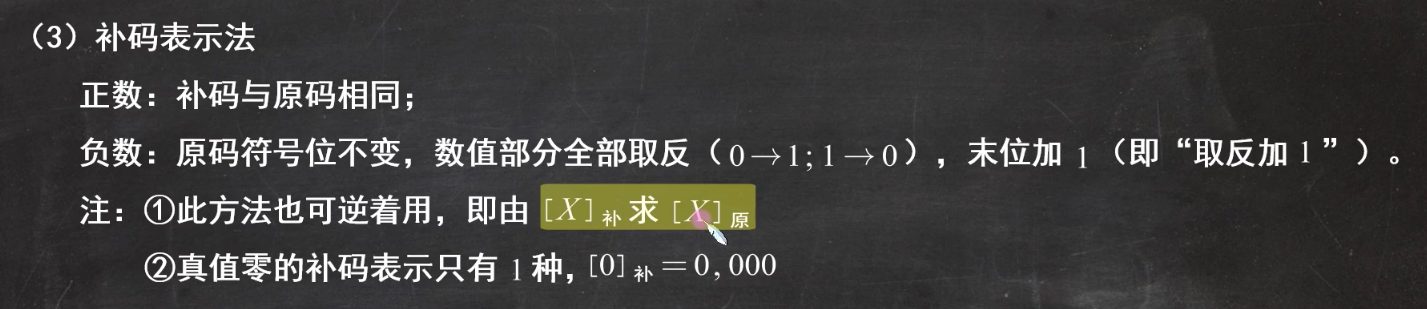 （3）补码表示法
正数：补码与原码相同；
负数：原码符号位不变，数值部分全部取反（0→1;1→0），末位加 1（即“取反加 1 ”）。
注：①此方法也可逆着用，即由 [X]补 求 [X]原
②真值零的补码表示只有 1 种, [0]补 = 0,000